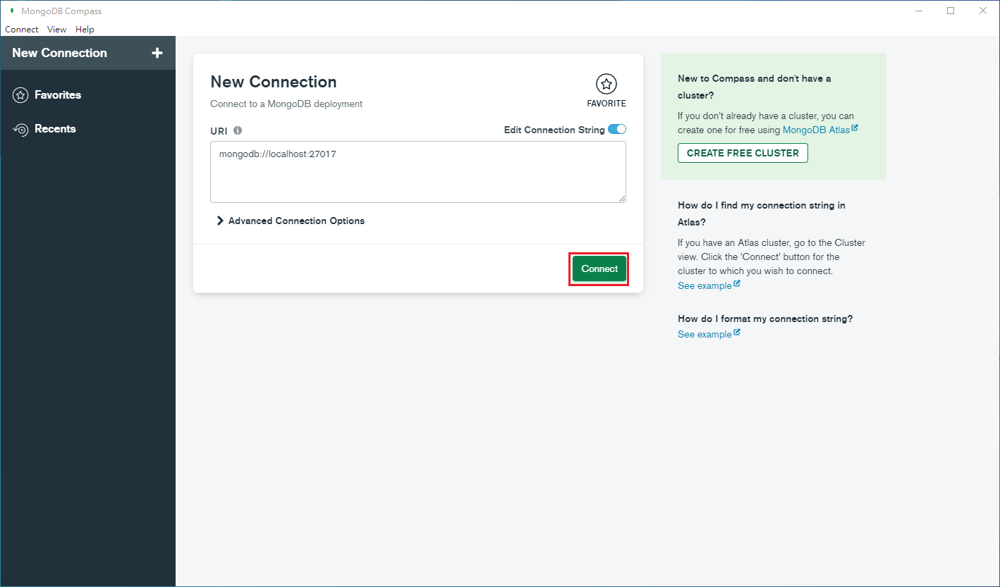 MongoDB Compass
Connect View Help
New Connection
Favorites
Recents
New Connection
Connect to a MongoDB deployment
FAVORITE
URI
Edit Connection String
mongodb://localhost:27017
Advanced Connection Options
Connect
New to Compass and don't have a
cluster?
If you don't already have a cluster, you can
create one for free using MongoDB Atlas
CREATE FREE CLUSTER
How do I find my connection string in
Atlas?
If you have an Atlas cluster, go to the Cluster
view. Click the 'Connect' button for the
cluster to which you wish to connect.
See example
How do I format my connection string?
See example